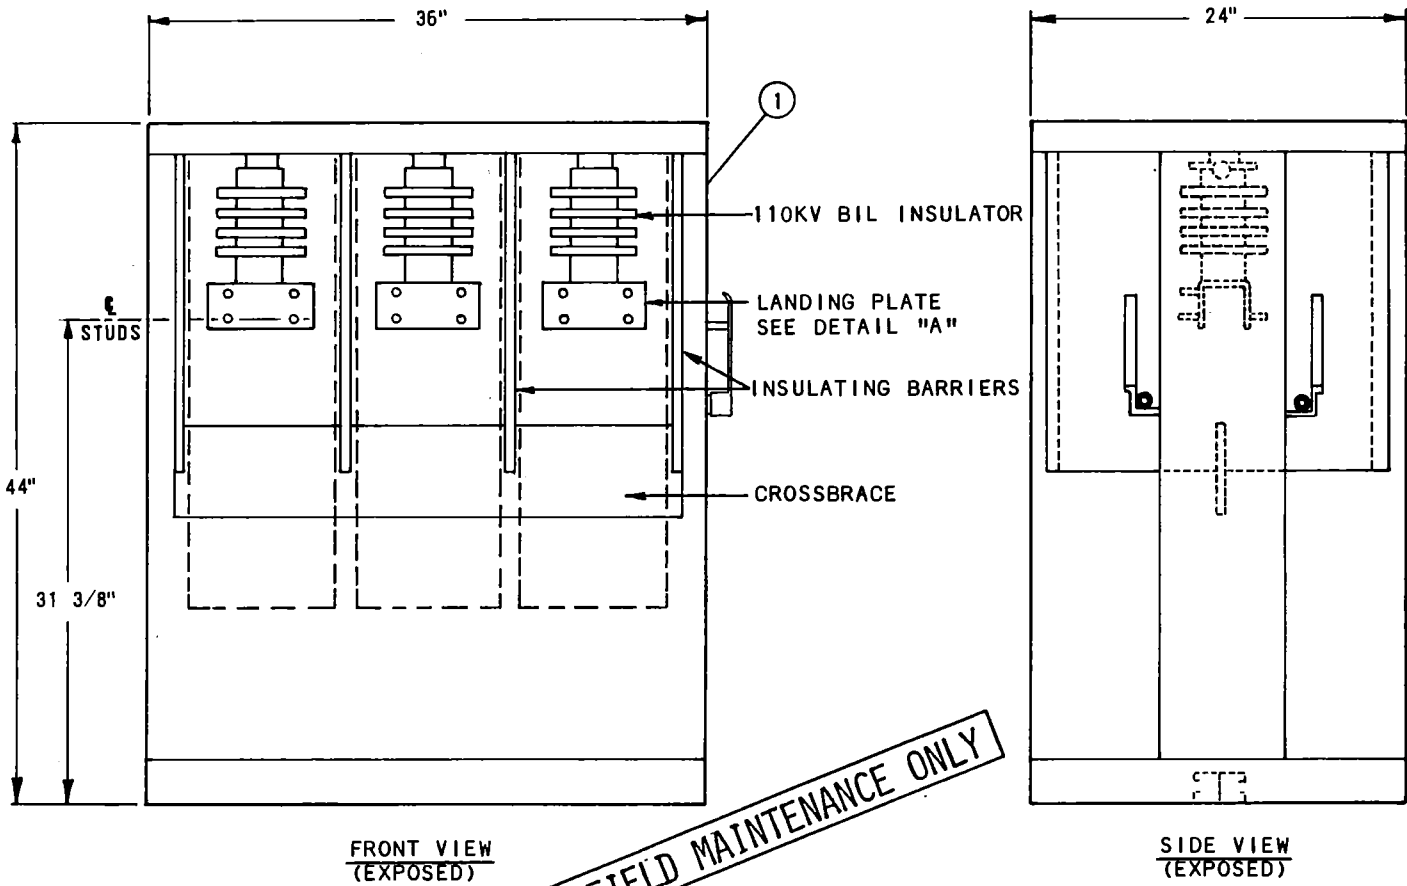 36"
24"
1
110KV BIL INSULATOR
LANDING PLATE
SEE DETAIL "A"
℄
STUDS
INSULATING BARRIERS
44"
CROSSBRACE
31 3/8"
FIELD MAINTENANCE ONLY
FRONT VIEW
(EXPOSED)
SIDE VIEW
(EXPOSED)